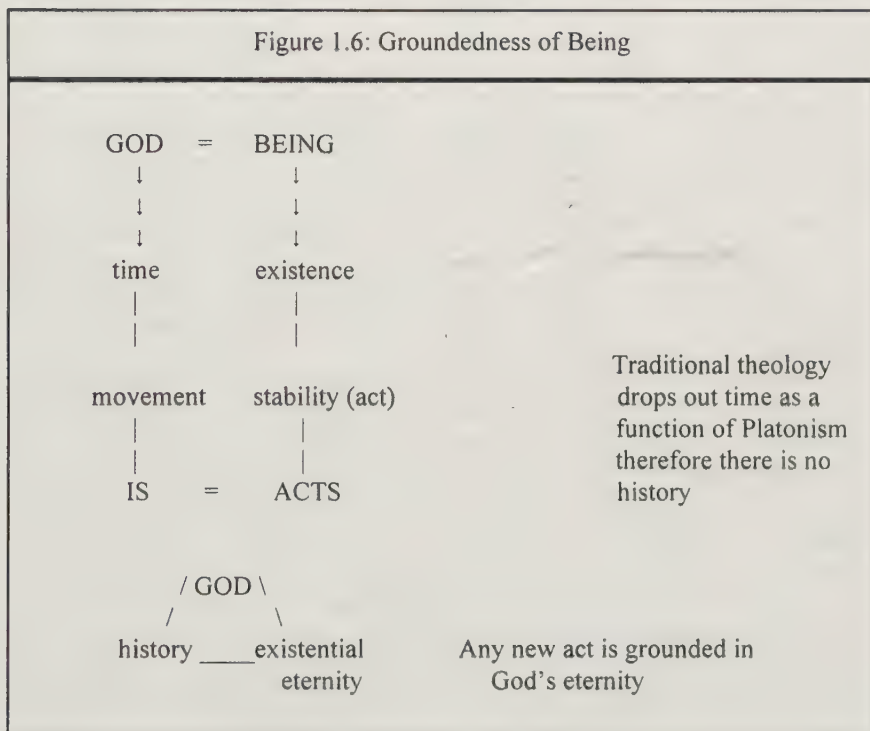 Figure 1.6: Groundedness of Being
GOD = BEING
↓ ↓
↓ ↓
↓ ↓
time existence
| |
| |
movement stability (act)
| |
| |
IS = ACTS
Traditional theology
drops out time as a
function of Platonism
therefore there is no
history
/ GOD \
/ \
history ____existential
eternity
Any new act is grounded in
God's eternity